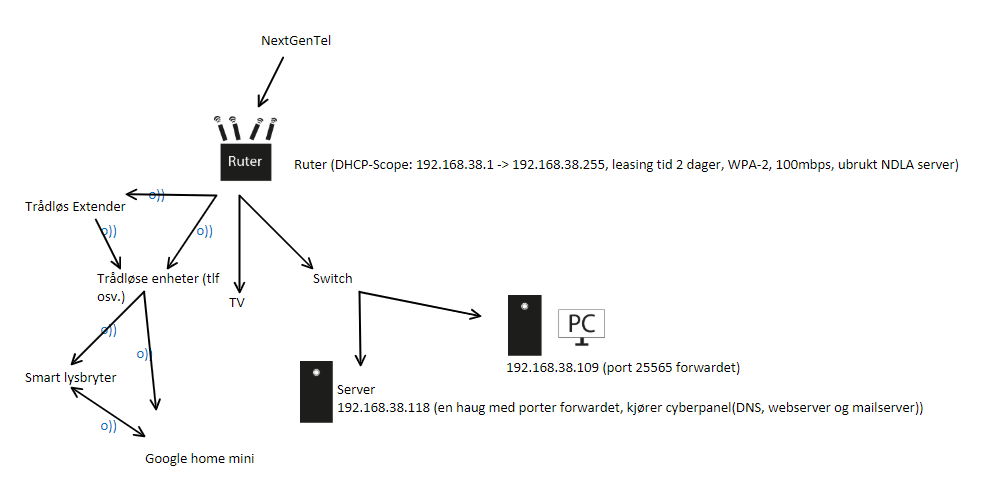 NextGenTel
Ruter
Ruter (DHCP-Scope: 192.168.38.1 -> 192.168.38.255, leasing tid 2 dager, WPA-2, 100mbps, ubrukt NDLA server)
o))
Trådløs Extender
o))
o))
Trådløse enheter (tlf
osv.)
Switch
TV
PC
o))
o))
192.168.38.109 (port 25565 forwardet)
Smart lysbryter
Server
192.168.38.118 (en haug med porter forwardet, kjører cyberpanel(DNS, webserver og mailserver))
o))
Google home mini